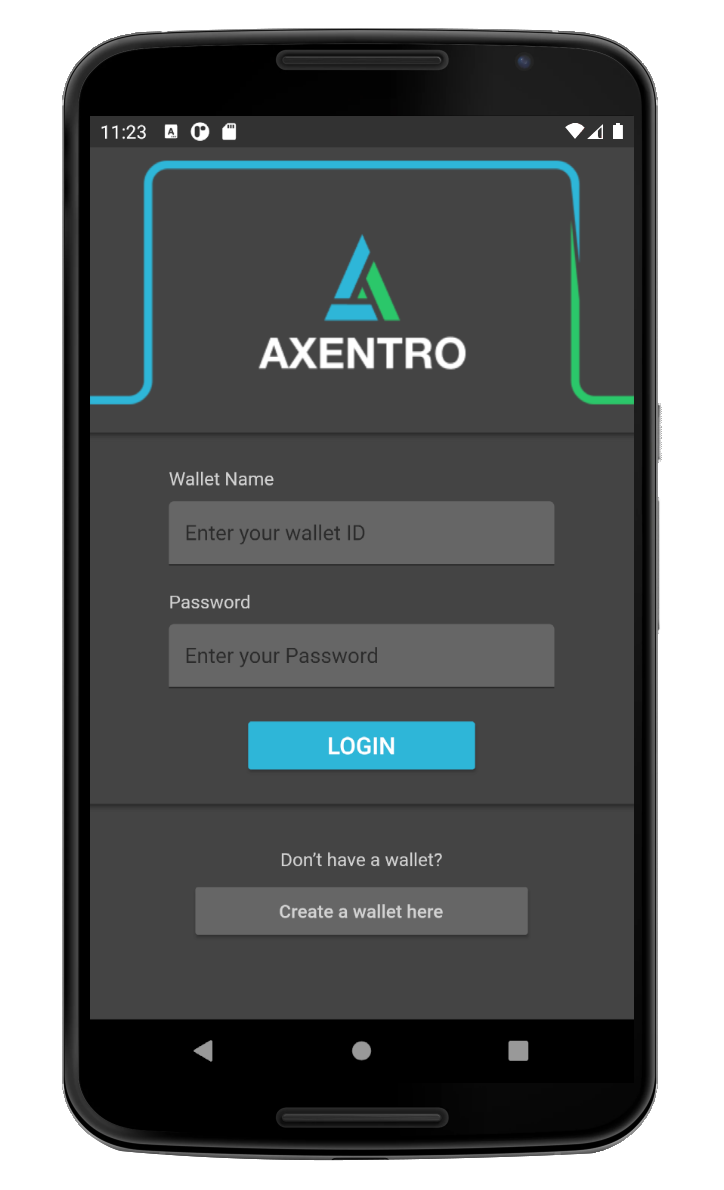 11:23
AXENTRO
Wallet Name
Enter your wallet ID
Password
Enter your Password
LOGIN
Don’t have a wallet?
Create a wallet here